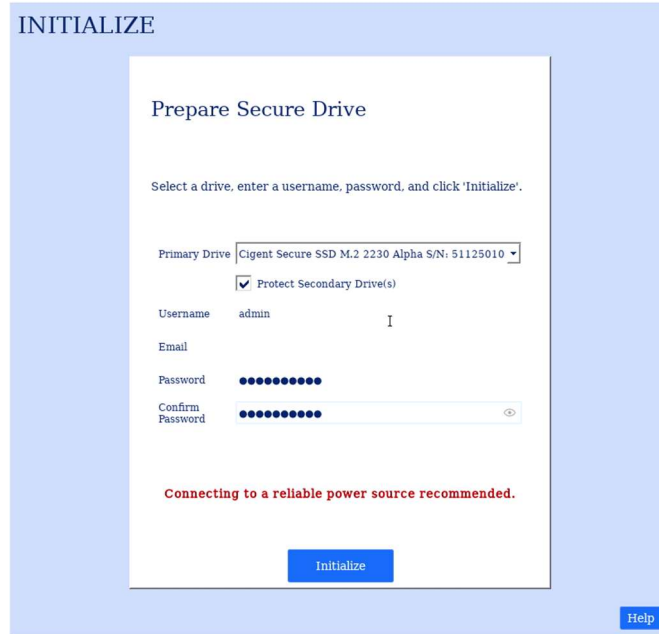 INITIALIZE
Prepare Secure Drive
Select a drive, enter a username, password, and click 'Initialize'.
Primary Drive Cigent Secure SSD M.2 2230 Alpha S/N: 51125010
Protect Secondary Drive(s)
Username admin
Email
Password ●●●●●●●●●●
Confirm
Password ●●●●●●●●●●
Connecting to a reliable power source recommended.
Initialize
Help